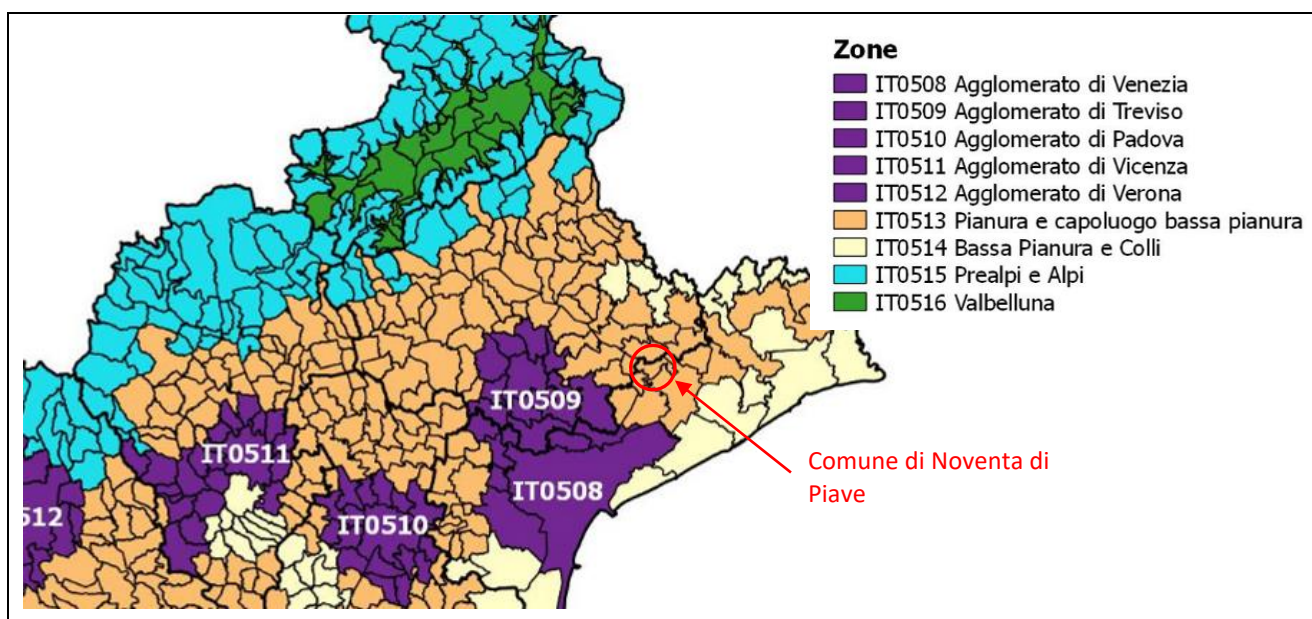 Zone
IT0508 Agglomerato di Venezia
IT0509 Agglomerato di Treviso
IT0510 Agglomerato di Padova
IT0511 Agglomerato di Vicenza
IT0512 Agglomerato di Verona
IT0513 Pianura e capoluogo bassa pianura
IT0514 Bassa Pianura e Colli
IT0515 Prealpi e Alpi
IT0516 Valbelluna
IT0509
IT0511
IT0508
512
IT0510
Comune di Noventa di
Piave